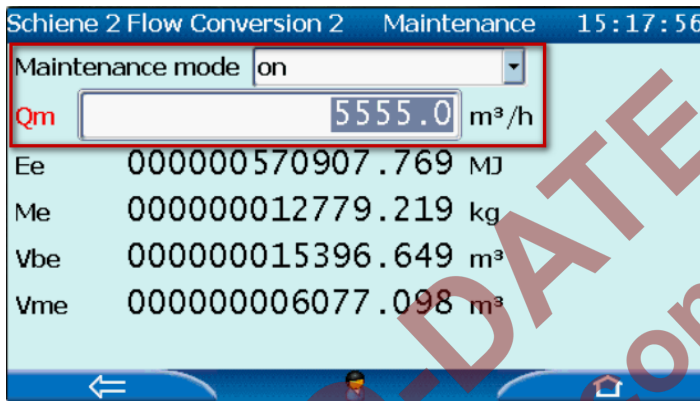 Schiene 2 Flow Conversion 2 Maintenance 15:17:56
Maintenance mode on
Qm 5555.0 m³/h
Ee 000000570907.769 MJ
Me 000000012779.219 kg
Vbe 000000015396.649 m³
Vme 000000006077.098 m³
-DATE